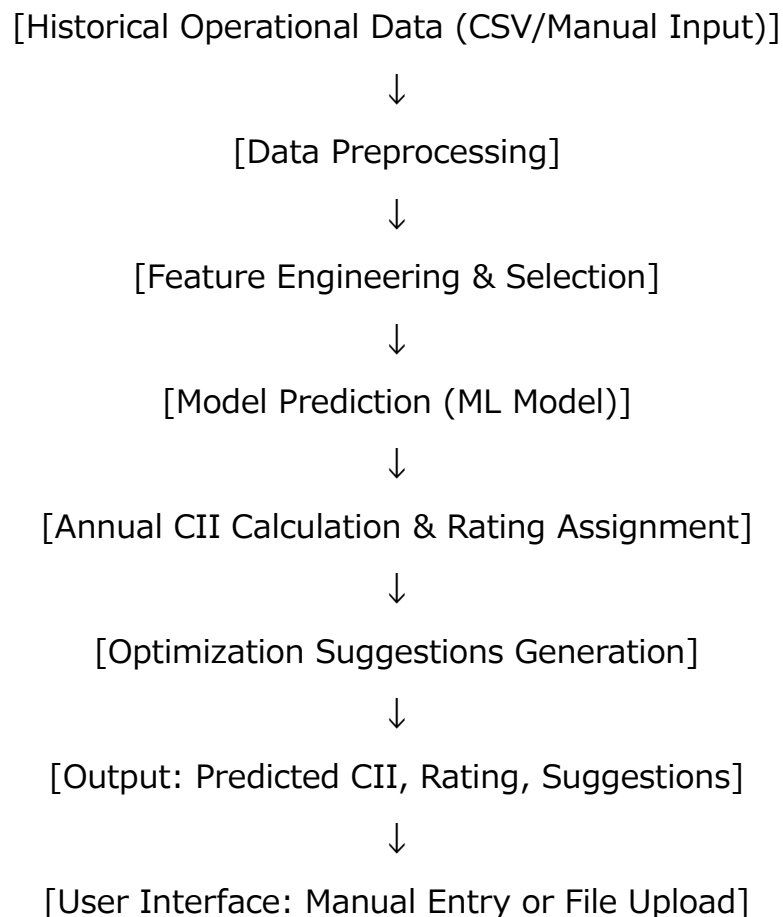 [Historical Operational Data (CSV/Manual Input)]
↓
[Data Preprocessing]
↓
[Feature Engineering & Selection]
↓
[Model Prediction (ML Model)]
↓
[Annual CII Calculation & Rating Assignment]
↓
[Optimization Suggestions Generation]
↓
[Output: Predicted CII, Rating, Suggestions]
↓
[User Interface: Manual Entry or File Upload]